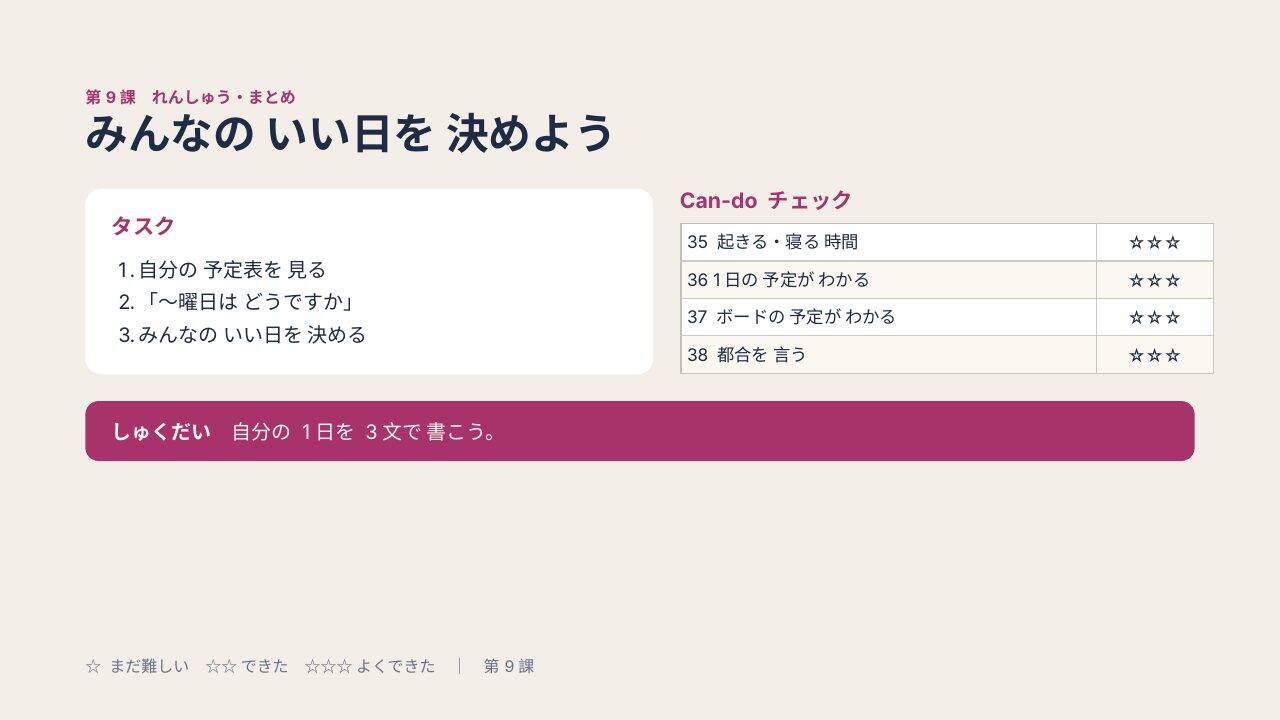 第9課　れんしゅう・まとめ
みんなの いい日を 決めよう
タスク
1. 自分の 予定表を 見る
2. 「〜曜日は どうですか」
3. みんなの いい日を 決める
Can-do チェック
35 起きる・寝る 時間 ☆☆☆
36 1日の 予定が わかる ☆☆☆
37 ボードの 予定が わかる ☆☆☆
38 都合を 言う ☆☆☆
しゅくだい　自分の 1日を 3文で 書こう。
☆ まだ難しい　☆☆ できた　☆☆☆ よくできた　｜　第9課